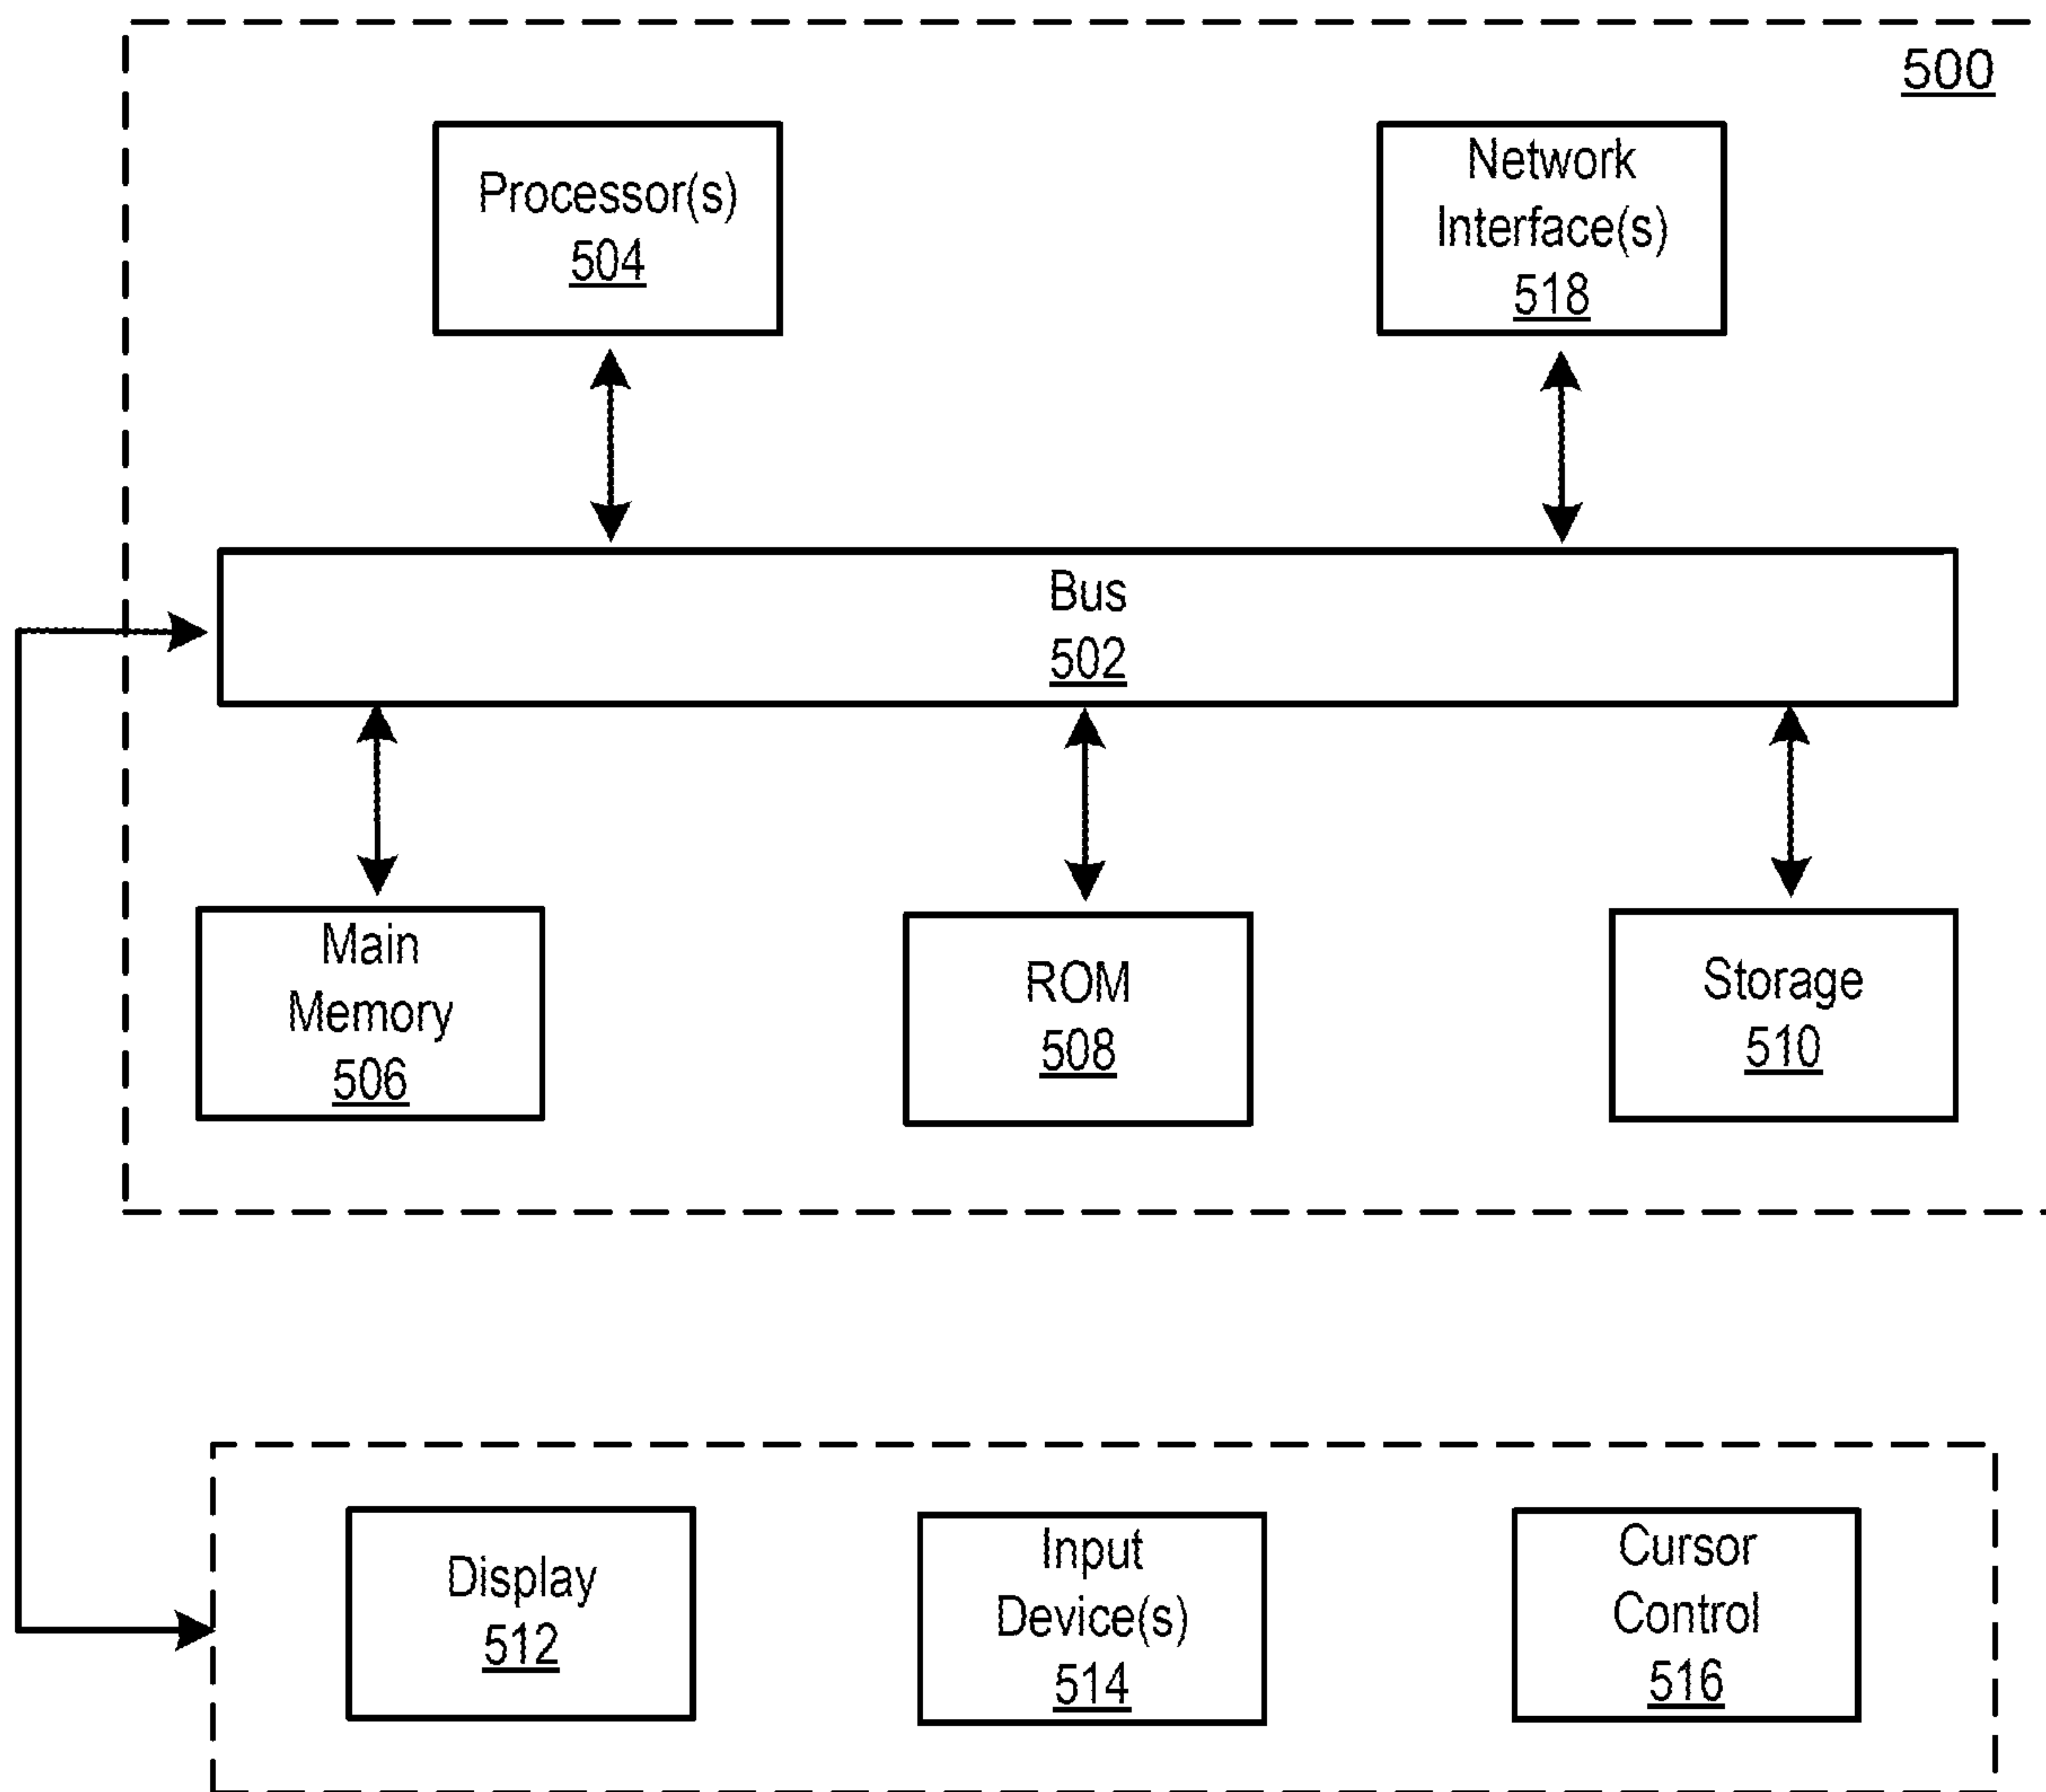 500
Processor(s)
504
Network
Interface(s)
518
Bus
502
Main
Memory
506
ROM
508
Storage
510
Display
512
Input
Device(s)
514
Cursor
Control
516